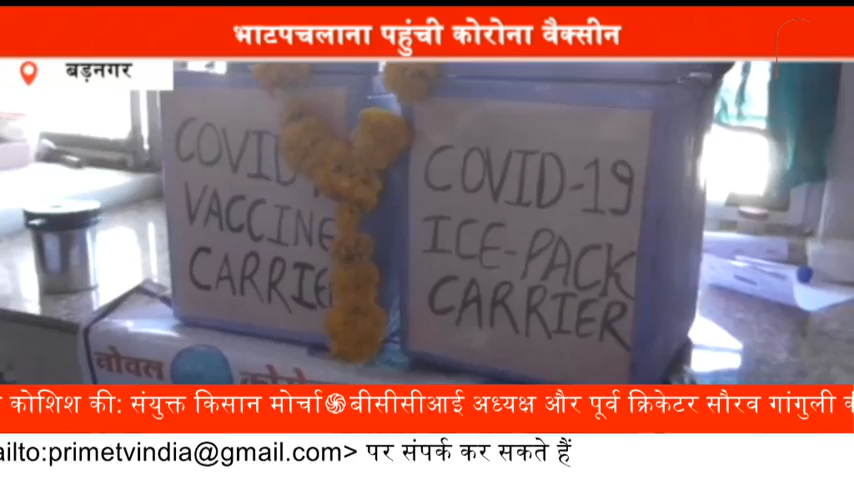 भाटपचलाना पहुंची कोरोना वैक्सीन
बड़नगर
COVID
VACCINE
CARRIER
COVID-19
ICE-PACK
CARRIER
नोवल
कोशिश की: संयुक्त किसान मोर्चा बीसीसीआई अध्यक्ष और पूर्व क्रिकेटर सौरव गांगुली
ailto:primetvindia@gmail.com> पर संपर्क कर सकते हैं